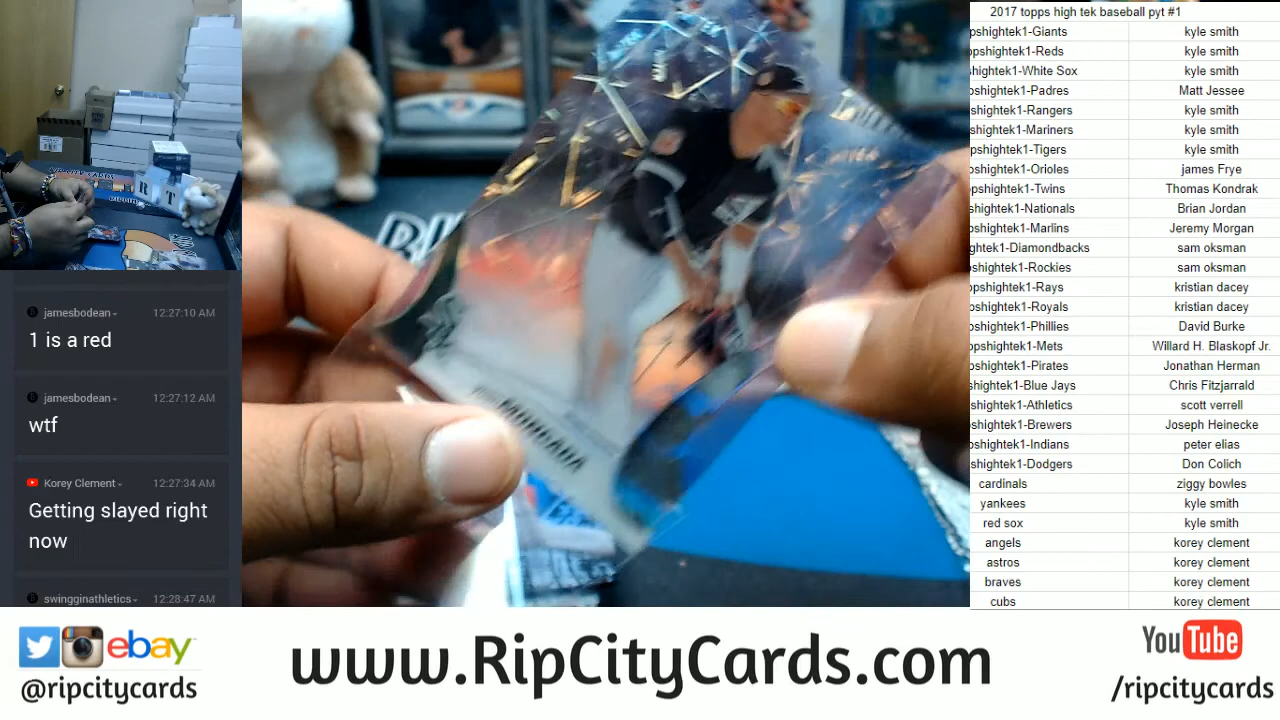 jamesbodean
12:27:10 AM
1 is a red
jamesbodean
12:27:12 AM
wtf
Korey Clement
12:27:34 AM
Getting slayed right
now
swingginathletics
12:28:47 AM
2017 topps high tek baseball pyt #1
pshightek1-Giants kyle smith
pshightek1-Reds kyle smith
shightek1-White Sox kyle smith
pshightek1-Padres Matt Jessee
pshightek1-Rangers kyle smith
shightek1-Mariners kyle smith
pshightek1-Tigers kyle smith
shightek1-Orioles james Frye
pshightek1-Twins Thomas Kondrak
shightek1-Nationals Brian Jordan
shightek1-Marlins Jeremy Morgan
ghtek1-Diamondbacks sam oksman
shightek1-Rockies sam oksman
pshightek1-Rays kristian dacey
pshightek1-Royals kristian dacey
shightek1-Phillies David Burke
opshightek1-Mets Willard H. Blaskopf Jr.
pshightek1-Pirates Jonathan Herman
shightek1-Blue Jays Chris Fitzjarrald
shightek1-Athletics scott verrell
shightek1-Brewers Joseph Heinecke
pshightek1-Indians peter elias
shightek1-Dodgers Don Colich
cardinals ziggy bowles
yankees kyle smith
red sox kyle smith
angels korey clement
astros korey clement
braves korey clement
cubs korey clement
ebay
@ripcitycards
www.RipCityCards.com
YouTube
/ripcitycards